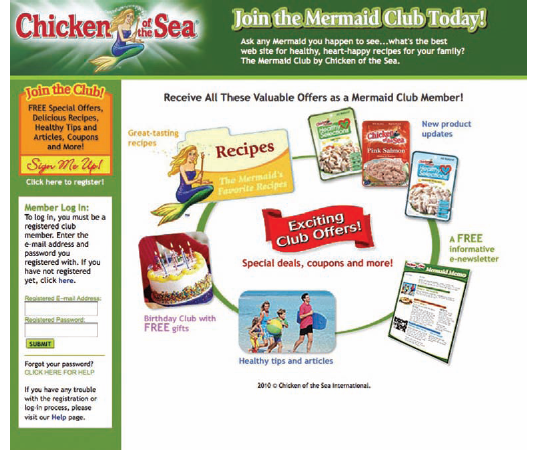 Chicken of the Sea®
Join the Mermaid Club Today!
Ask any Mermaid you happen to see...what's the best
web site for healthy, heart-happy recipes for your family?
The Mermaid Club by Chicken of the Sea.
Join the Club!
FREE Special Offers,
Delicious Recipes,
Healthy Tips and
Articles, Coupons
and More!
Sign Me Up!
Click here to register!
Member Log in:
To log in, you must be a
registered club
member. Enter the
e-mail address and
password you
registered with. If you
have not registered
yet, click here.
Registered E-mail Address:
Registered Password:
SUBMIT
Forgot your password?
CLICK HERE FOR HELP
If you have any trouble
with the registration or
log-in process, please
visit our Help page.
Receive All These Valuable Offers as a Mermaid Club Member!
Great-tasting
recipes
Recipes
The Mermaid's
Favorite Recipes
Healthy
Selections
Chicken of the Sea
Pink Salmon
Healthy
Selections
New product
updates
Exciting
Club Offers!
Special deals, coupons and more!
A FREE
informative
e-newsletter
Mermaid Memo
Birthday Club with
FREE gifts
Healthy tips and articles
2010 © Chicken of the Sea International.